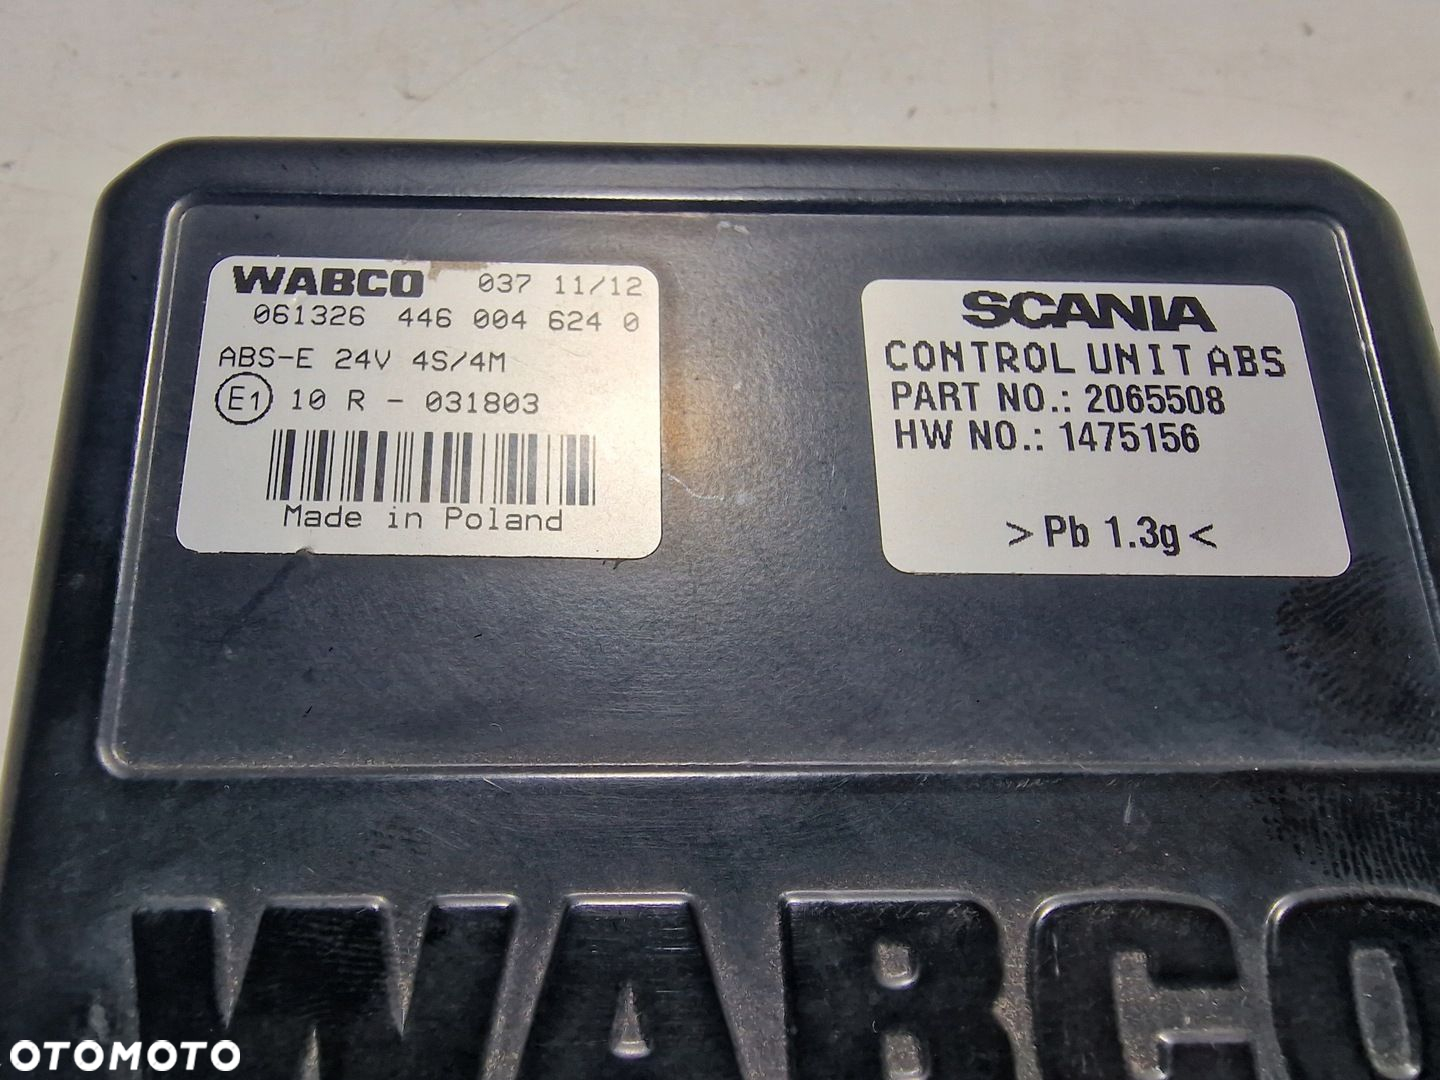 WABCO 037 11/12
061326 446 004 624 0
ABS-E 24V 4S/4M
E1 10 R - 031803
Made in Poland
SCANIA
CONTROL UNIT ABS
PART NO.: 2065508
HW NO.: 1475156
>Pb 1.3g<
WABCO
OTOMOTO